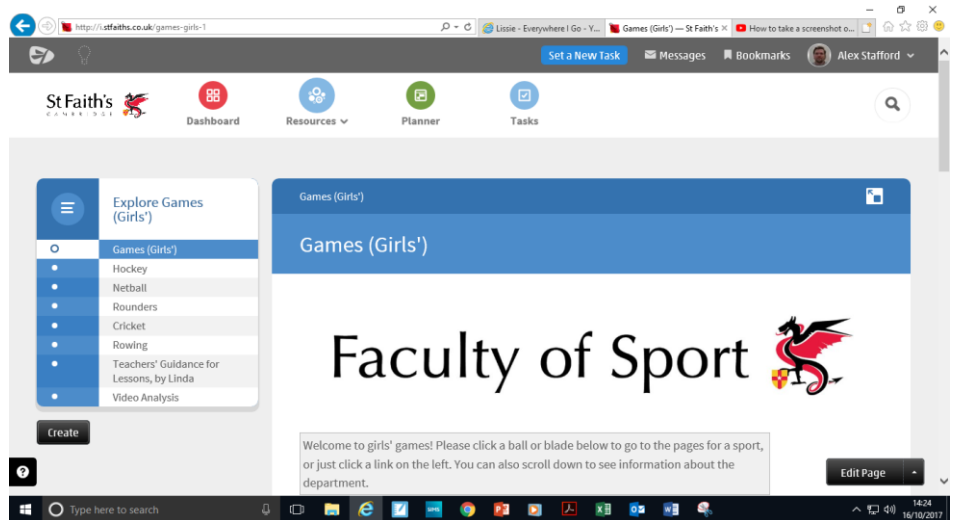 http://i.stfaiths.co.uk/games-girls-1
Lissie - Everywhere I Go - Y...
Games (Girls') — St Faith's
How to take a screenshot o...
Set a New Task
Messages
Bookmarks
Alex Stafford
St Faith's
CAMBRIDGE
Dashboard
Resources
Planner
Tasks
Explore Games
(Girls')
Games (Girls')
Hockey
Netball
Rounders
Cricket
Rowing
Teachers' Guidance for
Lessons, by Linda
Video Analysis
Create
Games (Girls')
Games (Girls')
Faculty of Sport
Welcome to girls' games! Please click a ball or blade below to go to the pages for a sport,
or just click a link on the left. You can also scroll down to see information about the
department.
Edit Page
Type here to search
14:24
16/10/2017